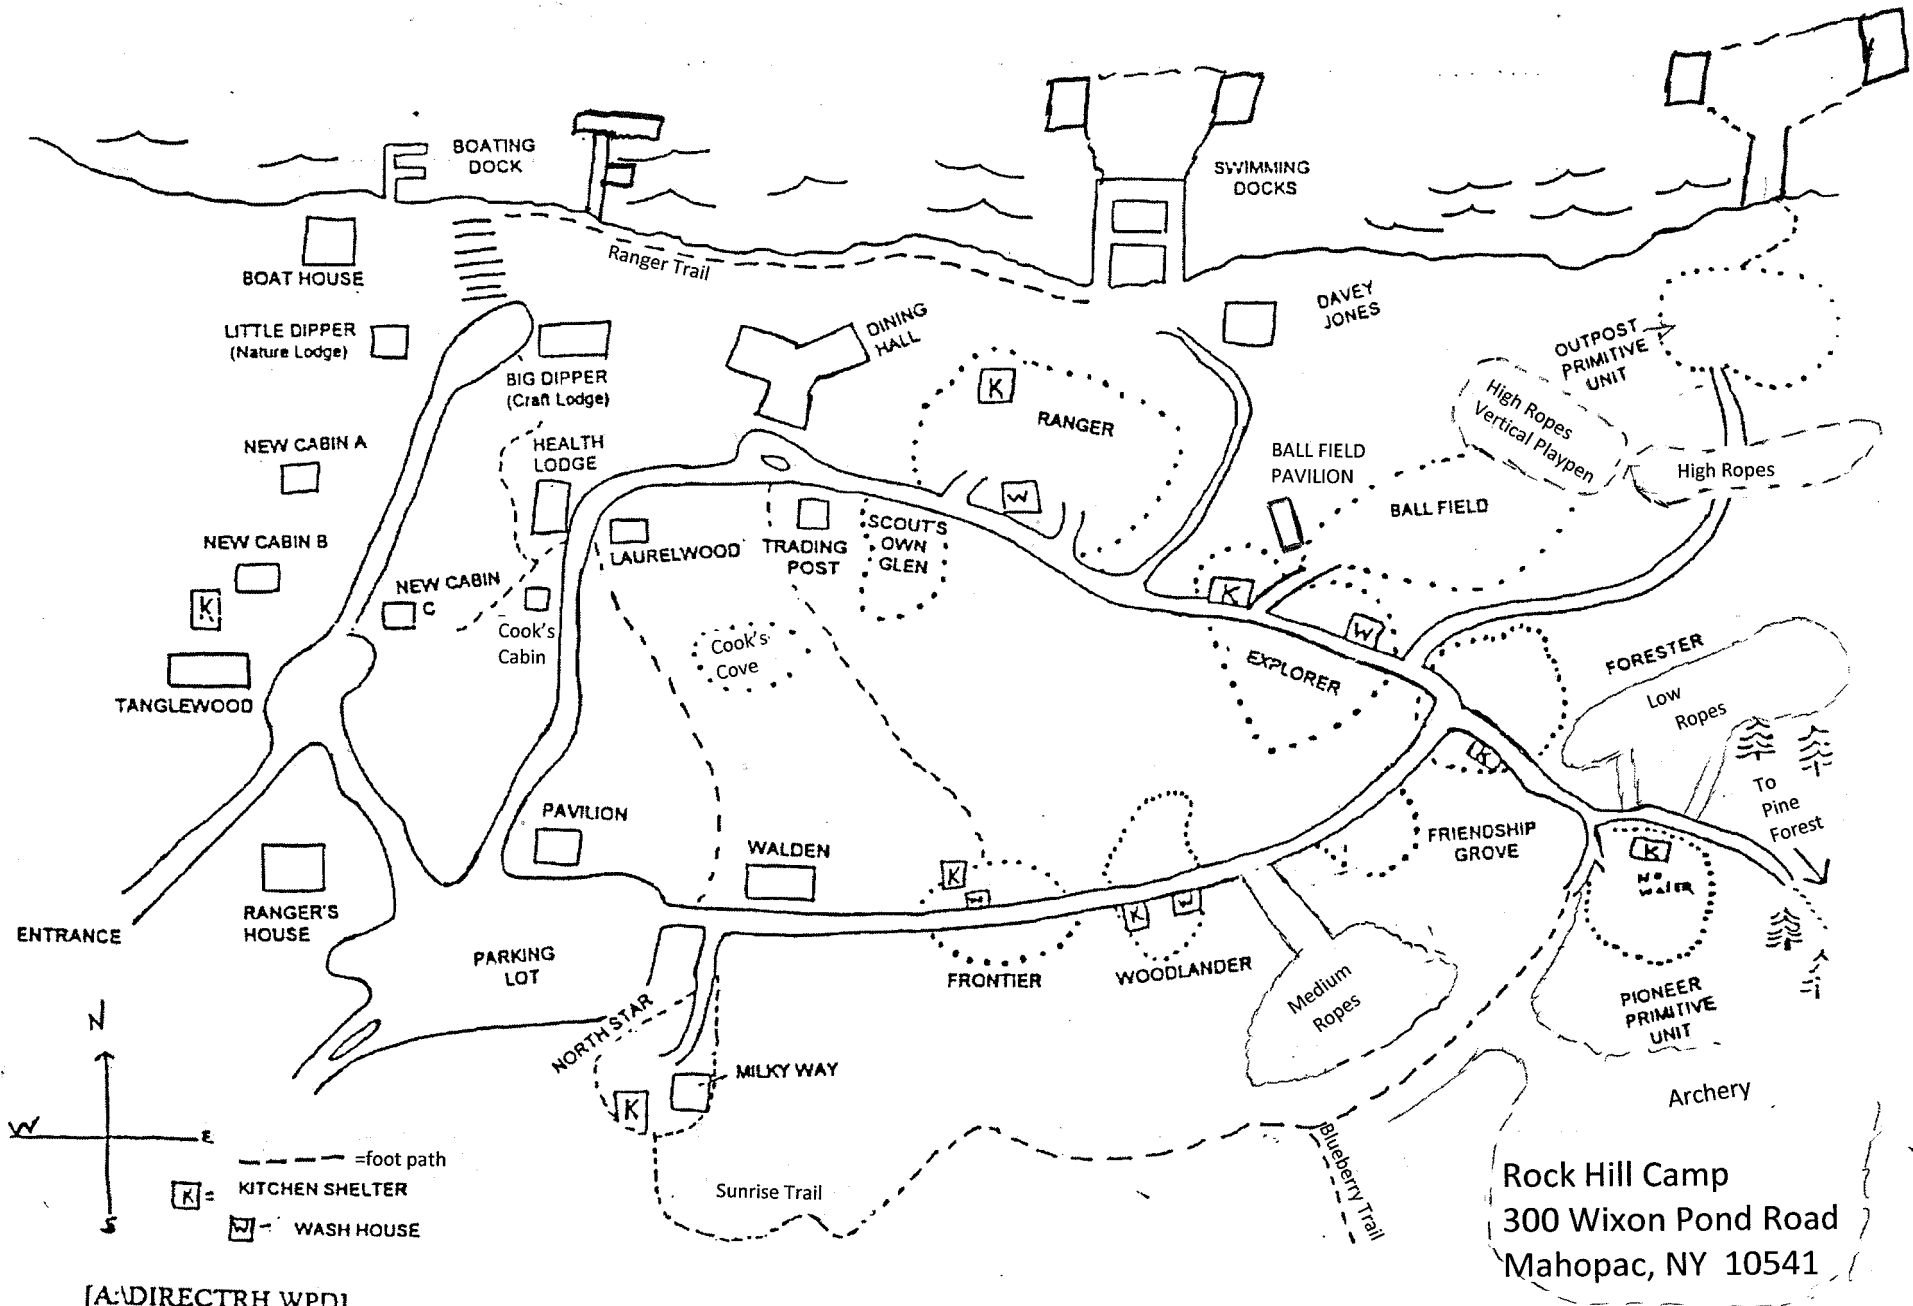 BOATING
DOCK
SWIMMING
DOCKS
BOAT HOUSE
Ranger Trail
LITTLE DIPPER
(Nature Lodge)
BIG DIPPER
(Craft Lodge)
DINING
HALL
DAVEY
JONES
OUTPOST
PRIMITIVE
UNIT
High Ropes
Vertical Playpen
High Ropes
K
RANGER
W
NEW CABIN A
HEALTH
LODGE
BALL FIELD
PAVILION
BALL FIELD
NEW CABIN B
K
NEW CABIN
C
LAURELWOOD
TRADING
POST
SCOUT'S
OWN
GLEN
Cook's
Cabin
Cook's
Cove
K
W
EXPLORER
TANGLEWOOD
FORESTER
Low
Ropes
K
To
Pine
Forest
PAVILION
WALDEN
FRIENDSHIP
GROVE
K
NO
WATER
RANGER'S
HOUSE
ENTRANCE
PARKING
LOT
K
W
FRONTIER
K
W
WOODLANDER
Medium
Ropes
PIONEER
PRIMITIVE
UNIT
NORTH STAR
MILKY WAY
K
Archery
N
W
E
S
=foot path
K = KITCHEN SHELTER
W - WASH HOUSE
Sunrise Trail
Blueberry Trail
Rock Hill Camp
300 Wixon Pond Road
Mahopac, NY 10541
[A:\DIRECTRH.WPD]